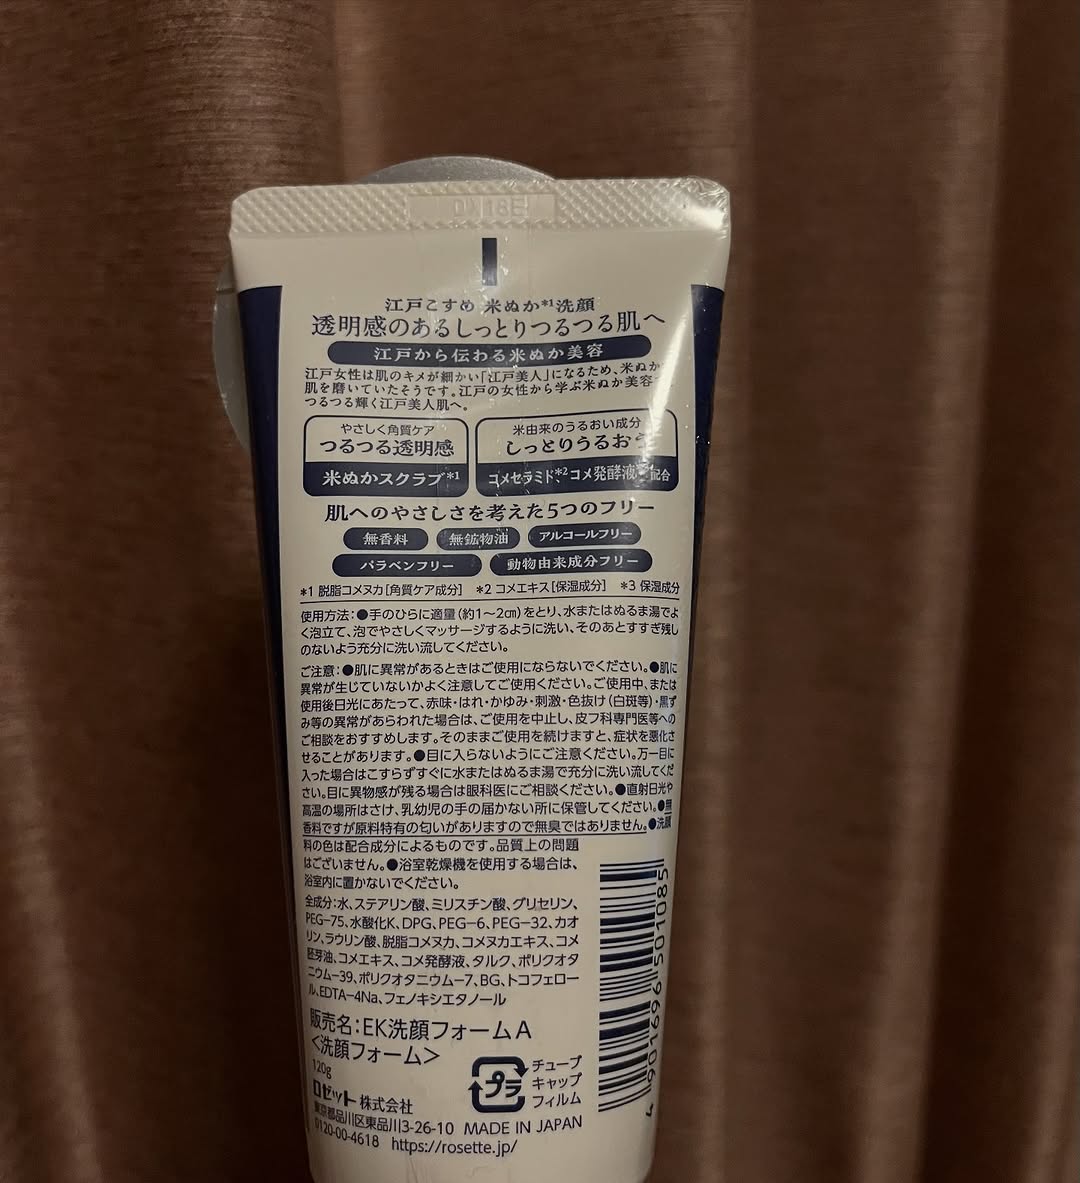 18E
江戸こすめ 米ぬか*1洗顔
透明感のあるしっとりつるつる肌へ
江戸から伝わる米ぬか美容
江戸女性は肌のキメが細かい「江戸美人」になるため、米ぬか
肌を磨いていたそうです。江戸の女性から学ぶ米ぬか美容
つるつる輝く江戸美人肌へ。
やさしく角質ケア
つるつる透明感
米ぬかスクラブ*1
米由来のうるおい成分
しっとりうるおう
コメセラミド*2、コメ発酵液 配合
肌へのやさしさを考えた5つのフリー
無香料 無鉱物油 アルコールフリー
パラベンフリー 動物由来成分フリー
*1 脱脂コメヌカ[角質ケア成分] *2 コメエキス[保湿成分] *3 保湿成分
使用方法:●手のひらに適量(約1〜2cm)をとり、水またはぬるま湯でよ
く泡立て、泡でやさしくマッサージするように洗い、そのあとすすぎ残し
のないよう充分に洗い流してください。
ご注意:●肌に異常があるときはご使用にならないでください。●肌に
異常が生じていないかよく注意してご使用ください。ご使用中、または
使用後日光にあたって、赤味・はれ・かゆみ・刺激・色抜け(白斑等)・黒ず
み等の異常があらわれた場合は、ご使用を中止し、皮フ科専門医等への
ご相談をおすすめします。そのままご使用を続けますと、症状を悪化さ
せることがあります。●目に入らないようにご注意ください。万一目に
入った場合はこすらずすぐに水またはぬるま湯で充分に洗い流してくだ
さい。目に異物感が残る場合は眼科医にご相談ください。●直射日光や
高温の場所はさけ、乳幼児の手の届かない所に保管してください。●無
香料ですが原料特有の匂いがありますので無臭ではありません。●洗顔
料の色は配合成分によるものです。品質上の問題
はございません。●浴室乾燥機を使用する場合は、
浴室内に置かないでください。
全成分:水、ステアリン酸、ミリスチン酸、グリセリン、
PEG-75、水酸化K、DPG、PEG-6、PEG-32、カオ
リン、ラウリン酸、脱脂コメヌカ、コメヌカエキス、コメ
胚芽油、コメエキス、コメ発酵液、タルク、ポリクオタ
ニウム-39、ポリクオタニウム-7、BG、トコフェロー
ル、EDTA-4Na、フェノキシエタノール
販売名:EK洗顔フォームA
<洗顔フォーム>
120g
ロゼット株式会社
東京都品川区東品川3-26-10 MADE IN JAPAN
0120-00-4618 https://rosette.jp/
プラ
チューブ
キャップ
フィルム
4901696501085